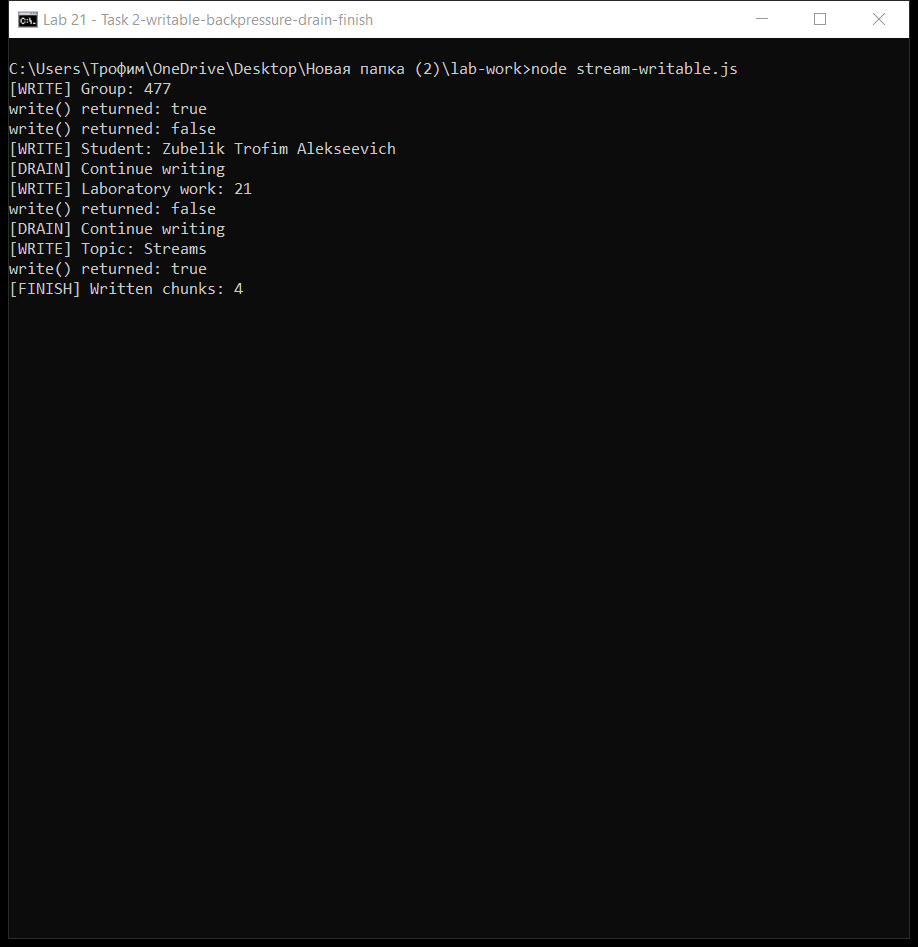 Lab 21 - Task 2-writable-backpressure-drain-finish
C:\Users\Трофим\OneDrive\Desktop\Новая папка (2)\lab-work>node stream-writable.js
[WRITE] Group: 477
write() returned: true
write() returned: false
[WRITE] Student: Zubelik Trofim Alekseevich
[DRAIN] Continue writing
[WRITE] Laboratory work: 21
write() returned: false
[DRAIN] Continue writing
[WRITE] Topic: Streams
write() returned: true
[FINISH] Written chunks: 4